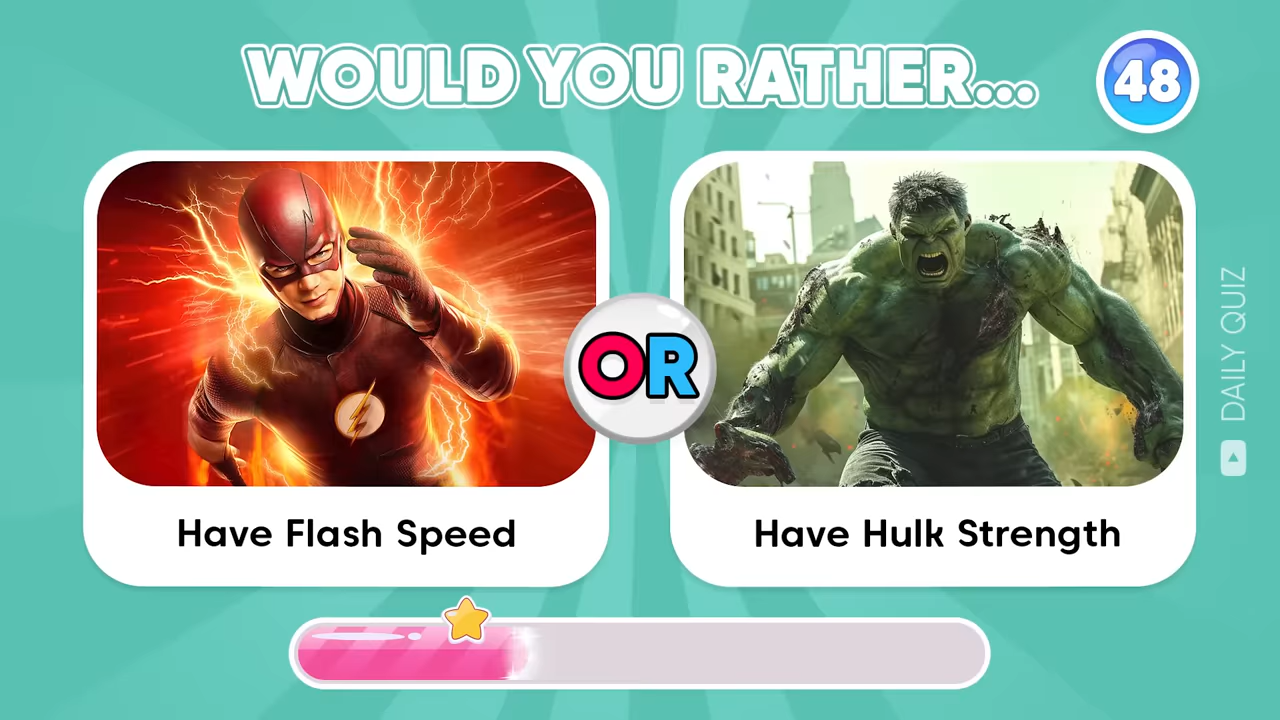 WOULD YOU RATHER...
48
OR
Have Flash Speed
Have Hulk Strength
DAILY QUIZ